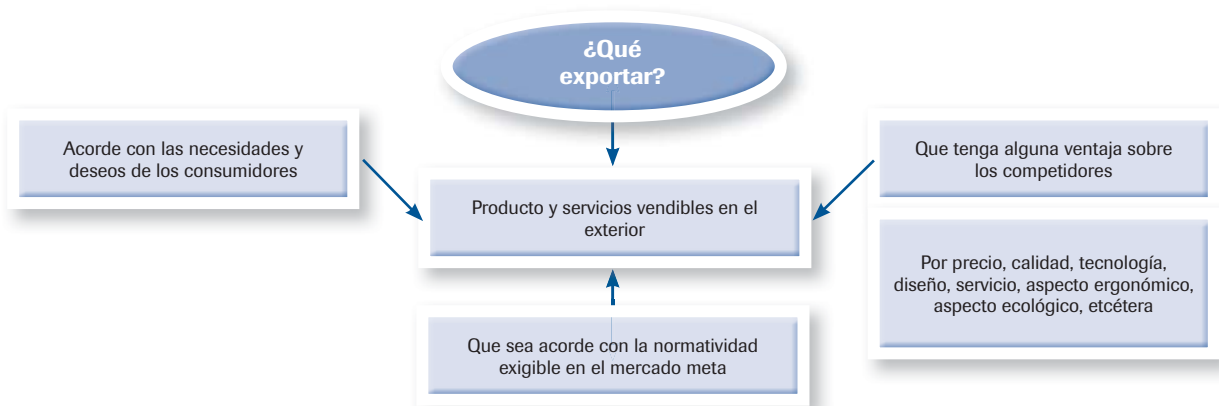 ¿Qué
exportar?
Acorde con las necesidades y
deseos de los consumidores
Que tenga alguna ventaja sobre
los competidores
Producto y servicios vendibles en el
exterior
Por precio, calidad, tecnología,
diseño, servicio, aspecto ergonómico,
aspecto ecológico, etcétera
Que sea acorde con la normatividad
exigible en el mercado meta